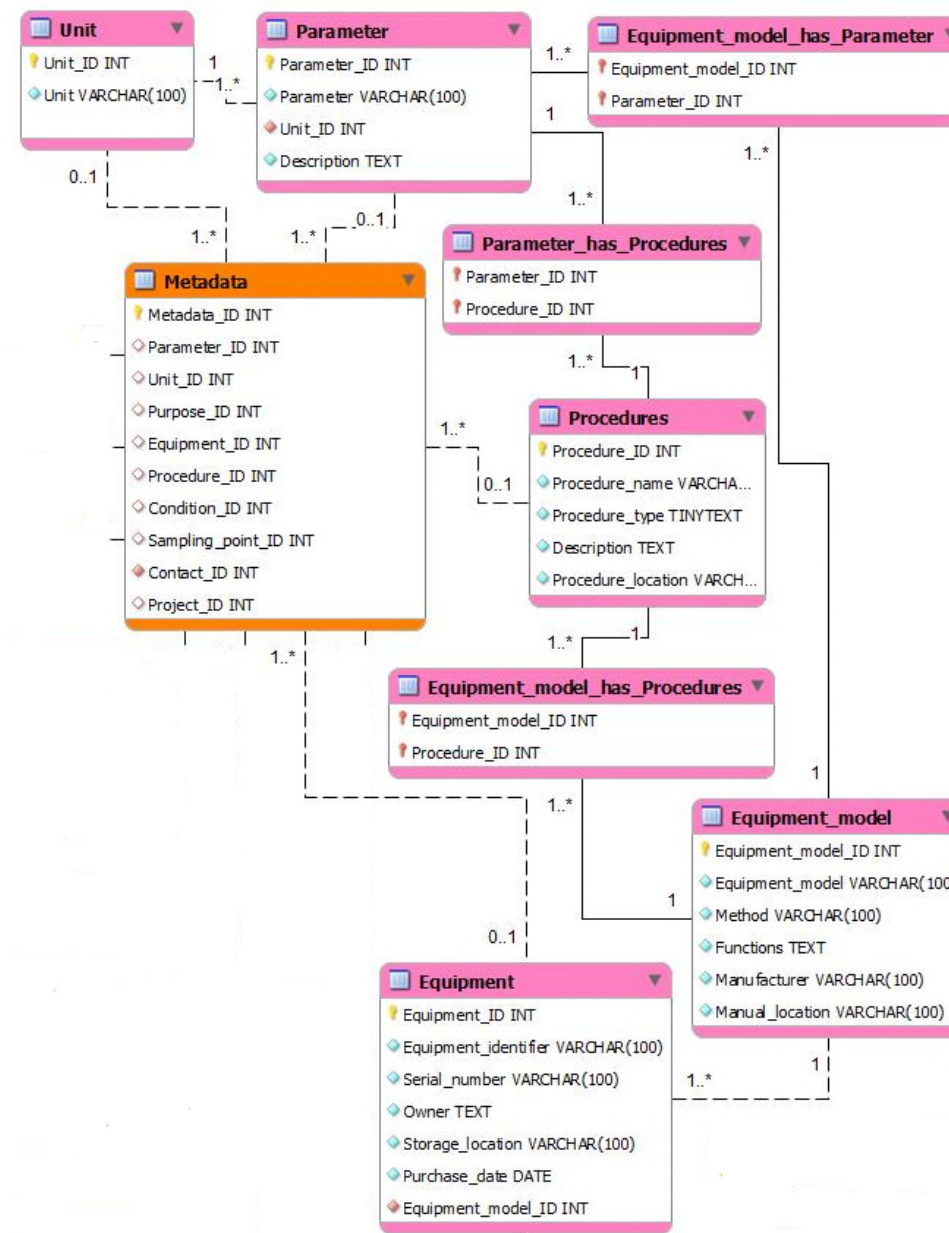 Unit
Unit_ID INT
Unit VARCHAR(100)
1
1..*
Parameter
Parameter_ID INT
Parameter VARCHAR(100)
Unit_ID INT
Description TEXT
1..*
Equipment_model_has_Parameter
Equipment_model_ID INT
Parameter_ID INT
1
1..*
0..1
1..*
0..1
1..*
1..*
Parameter_has_Procedures
Parameter_ID INT
Procedure_ID INT
1..*
1
Metadata
Metadata_ID INT
Parameter_ID INT
Unit_ID INT
Purpose_ID INT
Equipment_ID INT
Procedure_ID INT
Condition_ID INT
Sampling_point_ID INT
Contact_ID INT
Project_ID INT
1..*
0..1
Procedures
Procedure_ID INT
Procedure_name VARCHA...
Procedure_type TINYTEXT
Description TEXT
Procedure_location VARCH...
1..*
1..*
1
Equipment_model_has_Procedures
Equipment_model_ID INT
Procedure_ID INT
1..*
1
1
Equipment_model
Equipment_model_ID INT
Equipment_model VARCHAR(100
Method VARCHAR(100)
Functions TEXT
Manufacturer VARCHAR(100)
Manual_location VARCHAR(100)
0..1
1..*
1
Equipment
Equipment_ID INT
Equipment_identifier VARCHAR(100)
Serial_number VARCHAR(100)
Owner TEXT
Storage_location VARCHAR(100)
Purchase_date DATE
Equipment_model_ID INT